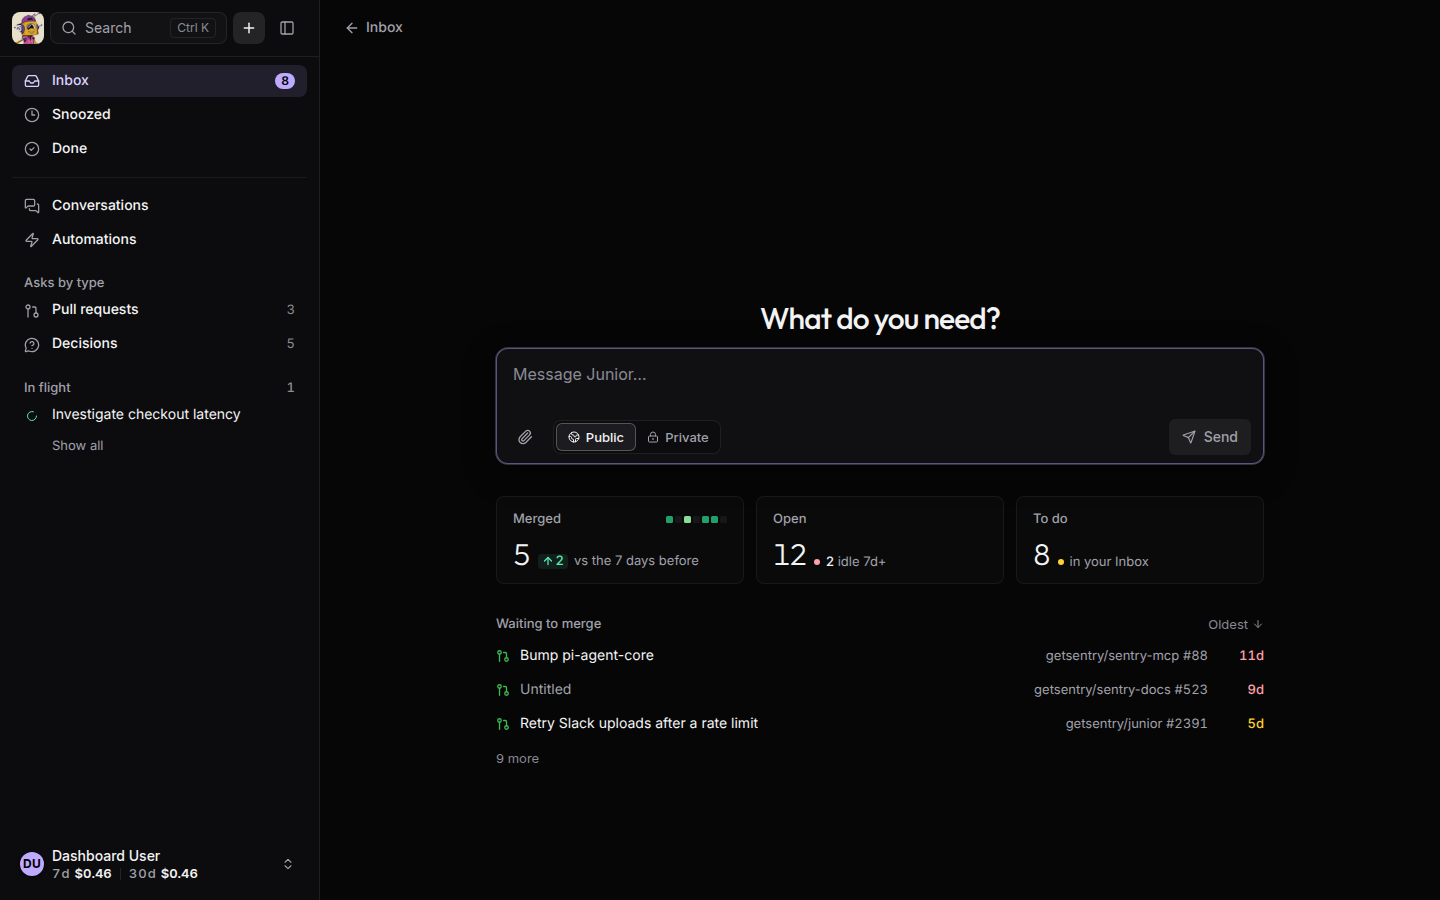 Search Ctrl K
Inbox 8
Snoozed
Done
Conversations
Automations
Asks by type
Pull requests 3
Decisions 5
In flight 1
Investigate checkout latency
Show all
DU
Dashboard User
7d $0.46 30d $0.46
Inbox
What do you need?
Message Junior...
Public Private Send
Merged
5 2 vs the 7 days before
Open
12 2 idle 7d+
To do
8 in your Inbox
Waiting to merge Oldest
Bump pi-agent-core getsentry/sentry-mcp #88 11d
Untitled getsentry/sentry-docs #523 9d
Retry Slack uploads after a rate limit getsentry/junior #2391 5d
9 more